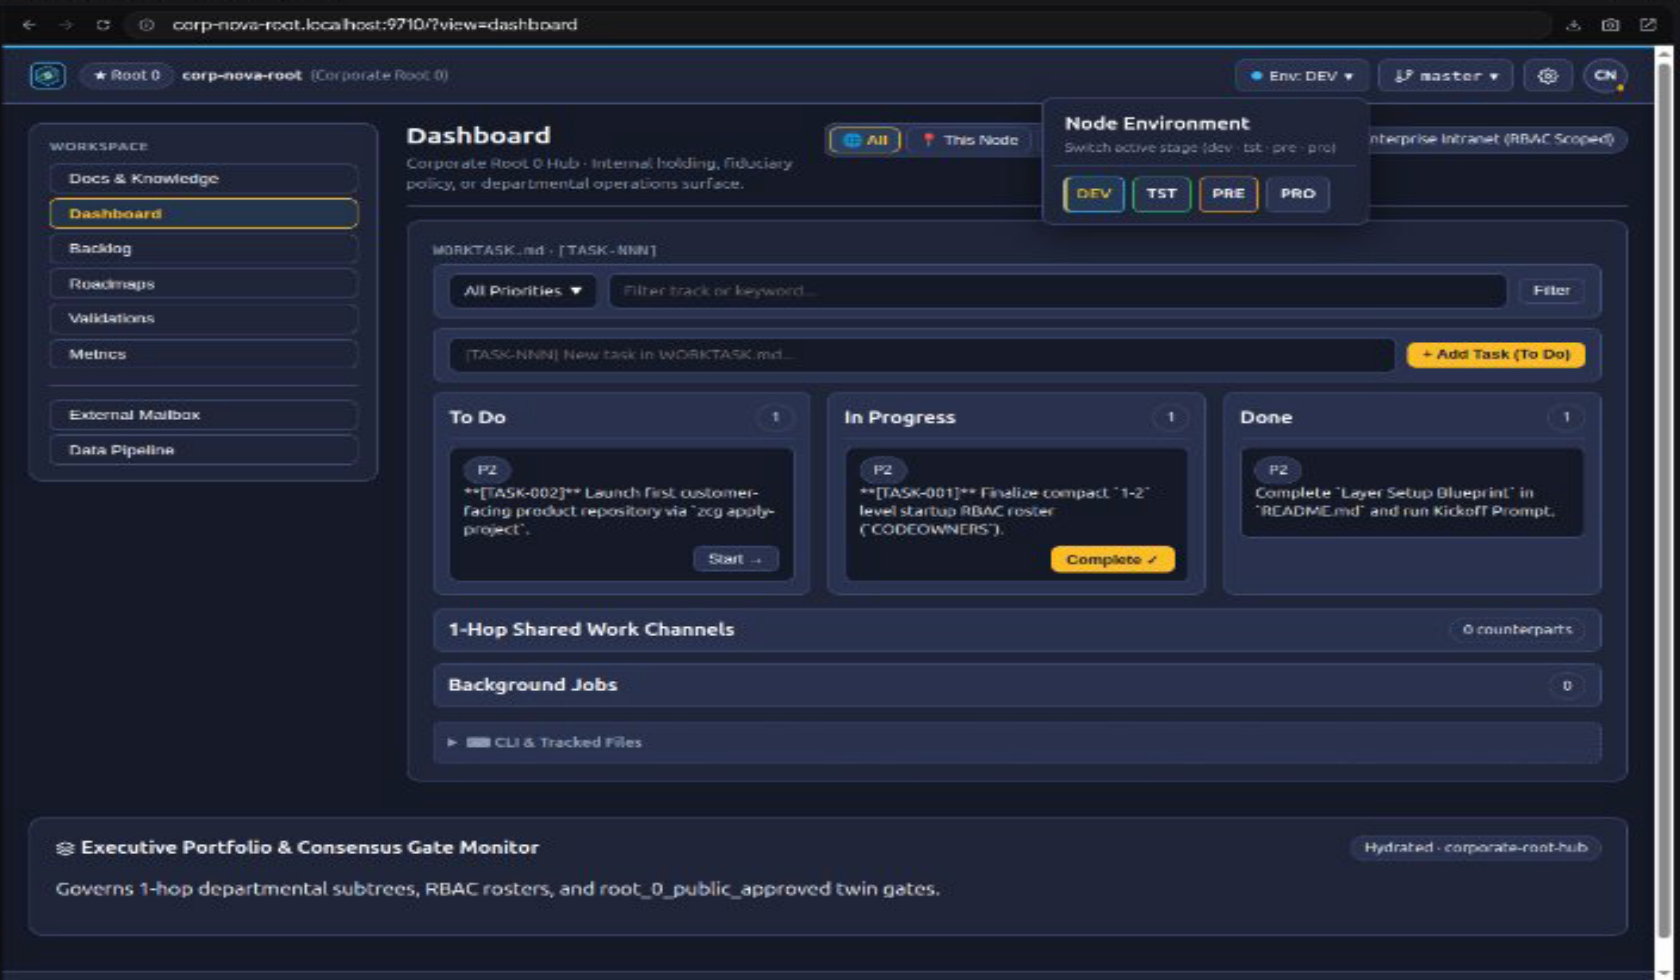 corp-nova-root.localhost:9710/?view=dashboard
★ Root 0 corp-nova-root (Corporate Root 0)
Env: DEV ▾ master ▾ CN
WORKSPACE
Docs & Knowledge
Dashboard
Backlog
Roadmaps
Validations
Metrics
External Mailbox
Data Pipeline
Dashboard
Corporate Root 0 Hub · Internal holding, fiduciary
policy, or departmental operations surface.
All This Node
nterprise Intranet (RBAC Scoped)
Node Environment
Switch active stage (dev · tst · pre · pro)
DEV TST PRE PRO
WORKTASK.md · [TASK-NNN]
All Priorities ▼ Filter track or keyword... Filter
[TASK-NNN] New task in WORKTASK.md... + Add Task (To Do)
To Do 1
P2
**[TASK-002]** Launch first customer-
facing product repository via `zcg apply-
project`.
Start →
In Progress 1
P2
**[TASK-001]** Finalize compact `1-2`
level startup RBAC roster
(`CODEOWNERS`).
Complete ✓
Done 1
P2
Complete `Layer Setup Blueprint` in
`README.md` and run Kickoff Prompt.
1-Hop Shared Work Channels 0 counterparts
Background Jobs 0
▸ CLI & Tracked Files
Executive Portfolio & Consensus Gate Monitor Hydrated · corporate-root-hub
Governs 1-hop departmental subtrees, RBAC rosters, and root_0_public_approved twin gates.